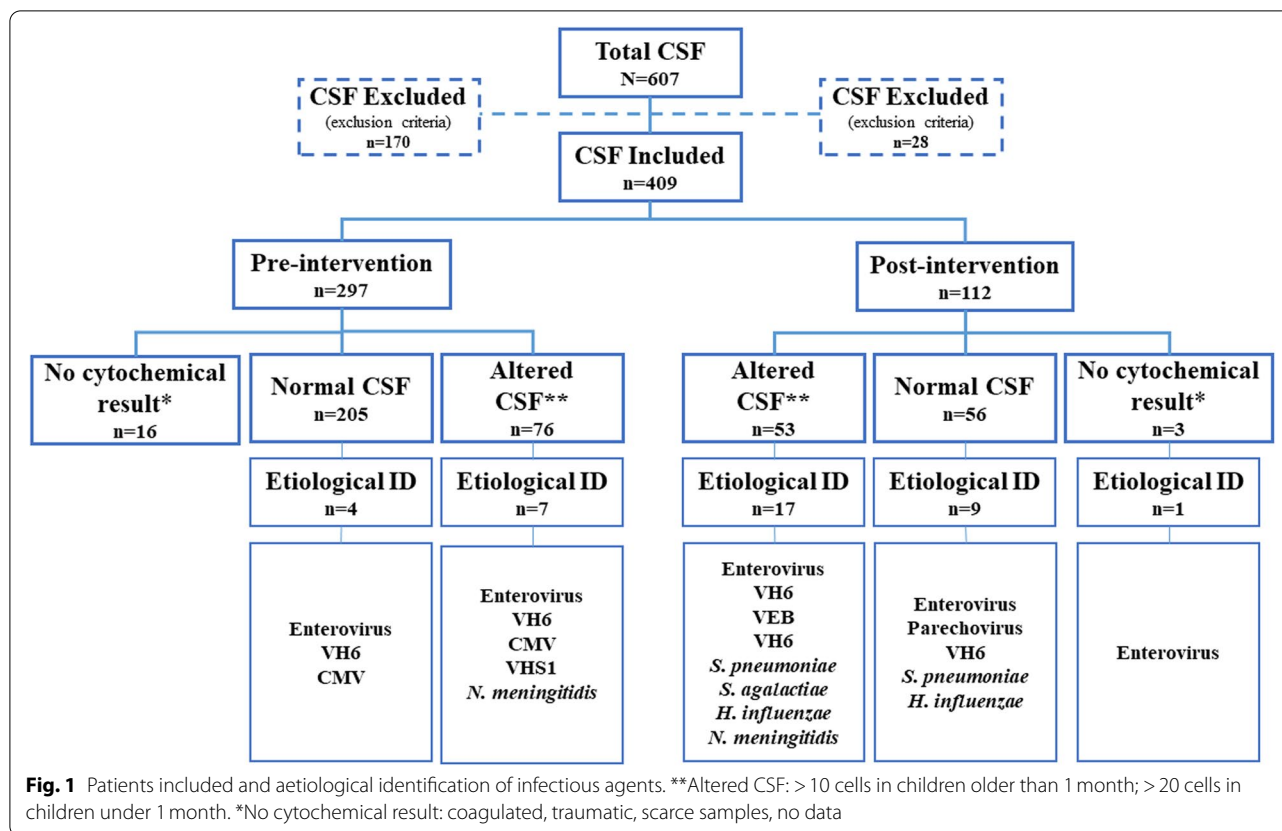 Total CSF
N=607
CSF Excluded
(exclusion criteria)
n=170
CSF Excluded
(exclusion criteria)
n=28
CSF Included
n=409
Pre-intervention
n=297
Post-intervention
n=112
No cytochemical
result*
n=16
Normal CSF
n=205
Altered
CSF**
n=76
Altered
CSF**
n=53
Normal CSF
n=56
No cytochemical
result*
n=3
Etiological ID
n=4
Etiological ID
n=7
Etiological ID
n=17
Etiological ID
n=9
Etiological ID
n=1
Enterovirus
VH6
CMV
Enterovirus
VH6
CMV
VHS1
N. meningitidis
Enterovirus
VH6
VEB
VH6
S. pneumoniae
S. agalactiae
H. influenzae
N. meningitidis
Enterovirus
Parechovirus
VH6
S. pneumoniae
H. influenzae
Enterovirus
Fig. 1 Patients included and aetiological identification of infectious agents. **Altered CSF: > 10 cells in children older than 1 month; > 20 cells in
children under 1 month. *No cytochemical result: coagulated, traumatic, scarce samples, no data